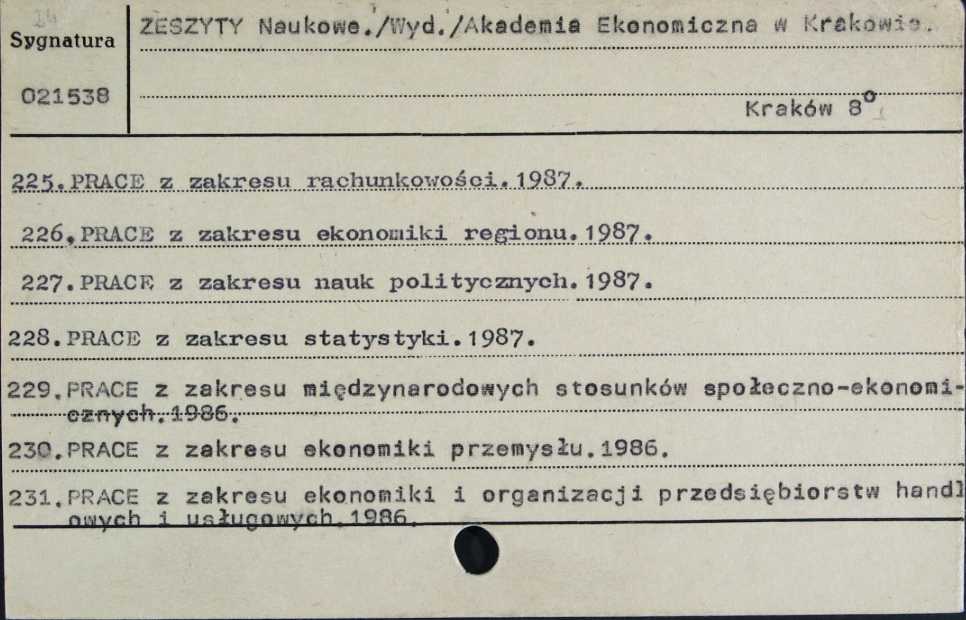 Sygnatura
021538
ZESZYTY Naukowe./Wyd./Akademia Ekonomiczna w Krakowie.
Kraków 8º
225.PRACE z zakresu rachunkowości.1987.
226.PRACE z zakresu ekonomiki regionu.1987.
227.PRACE z zakresu nauk politycznych.1987.
228.PRACE z zakresu statystyki.1987.
229.PRACE z zakresu międzynarodowych stosunków społeczno-ekonomi-
cznych.1986.
230.PRACE z zakresu ekonomiki przemysłu.1986.
231.PRACE z zakresu ekonomiki i organizacji przedsiębiorstw handl
owych i usługowych.1986.